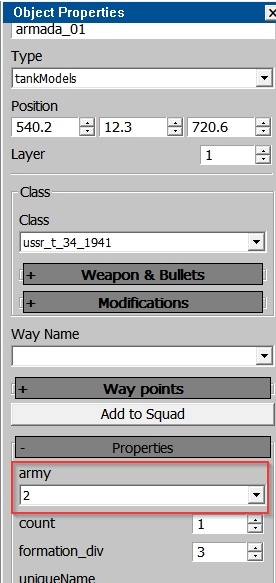 Object Properties
armada_01
Type
tankModels
Position
540.2 12.3 720.6
Layer 1
Class
Class
ussr_t_34_1941
+ Weapon & Bullets
+ Modifications
Way Name
+ Way points
Add to Squad
- Properties
army
2
count 1
formation_div 3
uniqueName